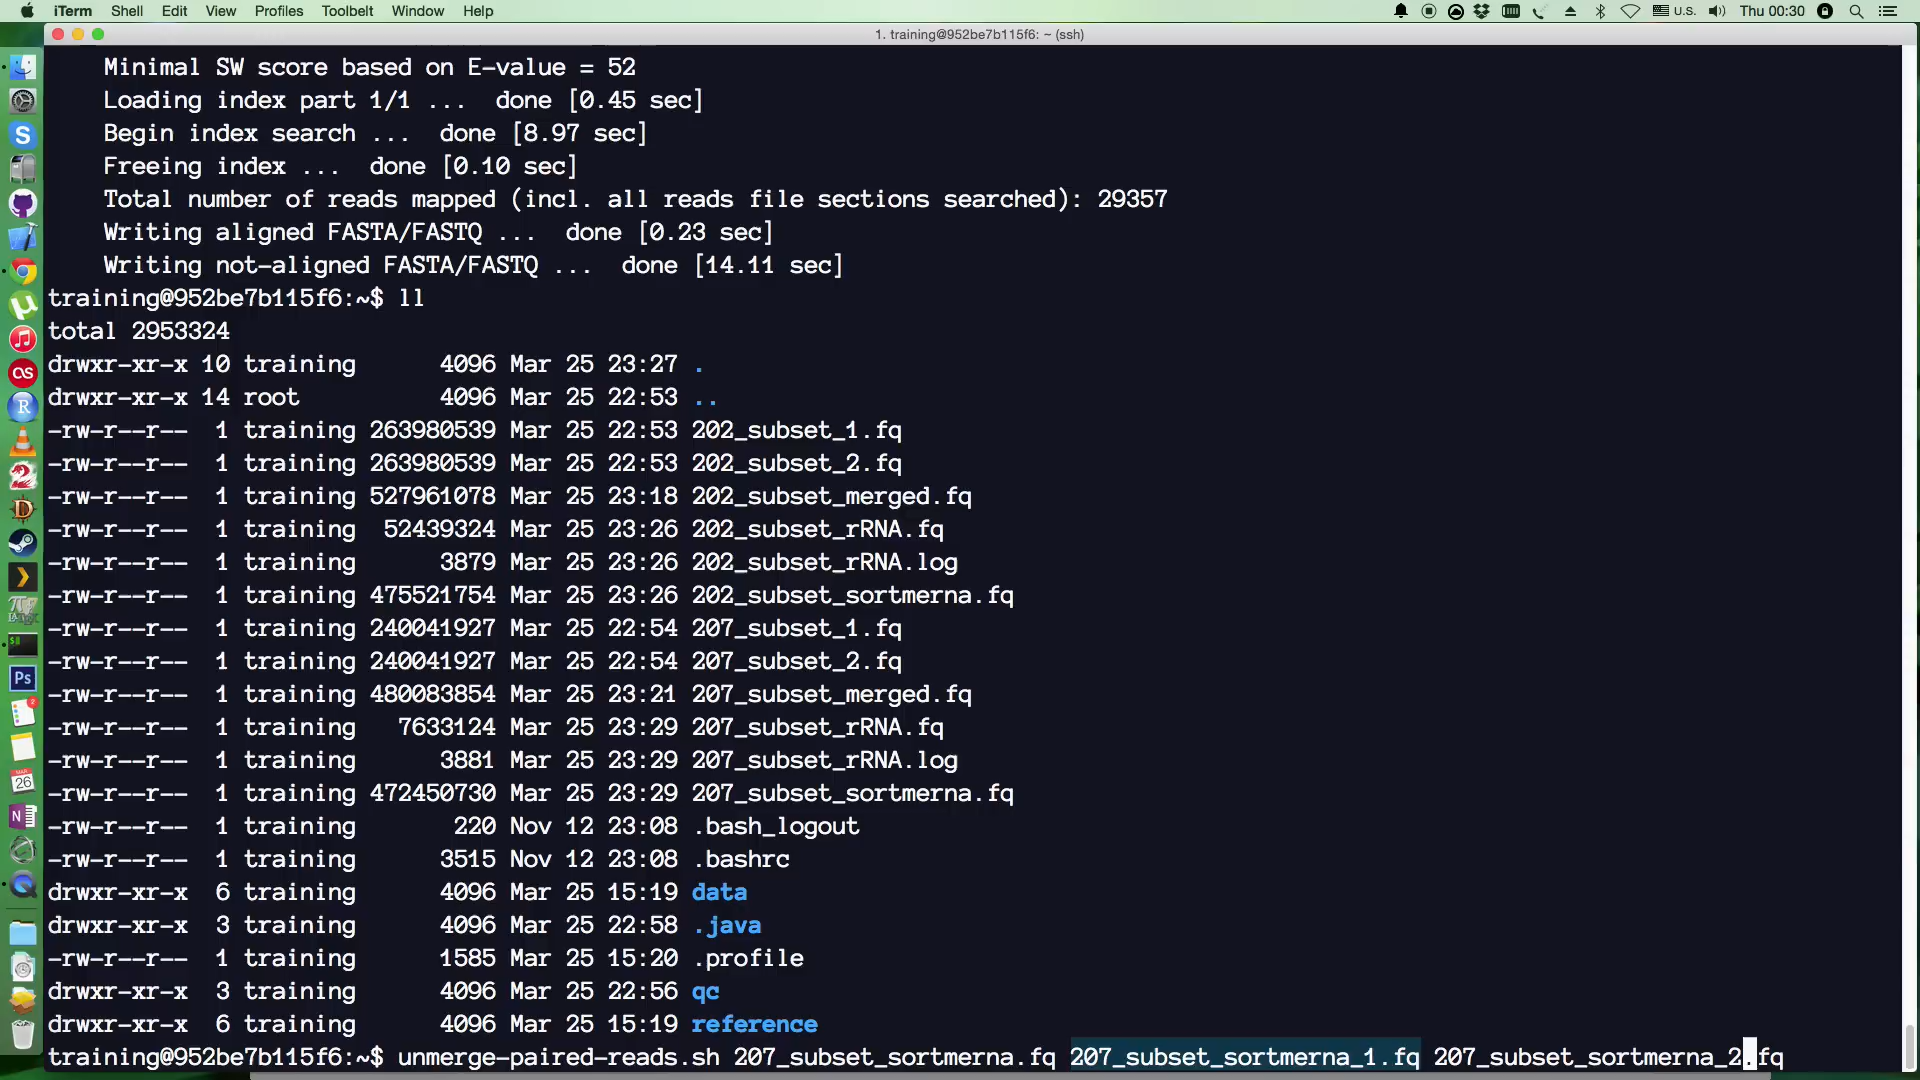 iTerm Shell Edit View Profiles Toolbelt Window Help U.S. Thu 00:30
1. training@952be7b115f6: ~ (ssh)
Minimal SW score based on E-value = 52
Loading index part 1/1 ... done [0.45 sec]
Begin index search ... done [8.97 sec]
Freeing index ... done [0.10 sec]
Total number of reads mapped (incl. all reads file sections searched): 29357
Writing aligned FASTA/FASTQ ... done [0.23 sec]
Writing not-aligned FASTA/FASTQ ... done [14.11 sec]
training@952be7b115f6:~$ ll
total 2953324
drwxr-xr-x 10 training 4096 Mar 25 23:27 .
drwxr-xr-x 14 root 4096 Mar 25 22:53 ..
-rw-r--r-- 1 training 263980539 Mar 25 22:53 202_subset_1.fq
-rw-r--r-- 1 training 263980539 Mar 25 22:53 202_subset_2.fq
-rw-r--r-- 1 training 527961078 Mar 25 23:18 202_subset_merged.fq
-rw-r--r-- 1 training 52439324 Mar 25 23:26 202_subset_rRNA.fq
-rw-r--r-- 1 training 3879 Mar 25 23:26 202_subset_rRNA.log
-rw-r--r-- 1 training 475521754 Mar 25 23:26 202_subset_sortmerna.fq
-rw-r--r-- 1 training 240041927 Mar 25 22:54 207_subset_1.fq
-rw-r--r-- 1 training 240041927 Mar 25 22:54 207_subset_2.fq
-rw-r--r-- 1 training 480083854 Mar 25 23:21 207_subset_merged.fq
-rw-r--r-- 1 training 7633124 Mar 25 23:29 207_subset_rRNA.fq
-rw-r--r-- 1 training 3881 Mar 25 23:29 207_subset_rRNA.log
-rw-r--r-- 1 training 472450730 Mar 25 23:29 207_subset_sortmerna.fq
-rw-r--r-- 1 training 220 Nov 12 23:08 .bash_logout
-rw-r--r-- 1 training 3515 Nov 12 23:08 .bashrc
drwxr-xr-x 6 training 4096 Mar 25 15:19 data
drwxr-xr-x 3 training 4096 Mar 25 22:58 .java
-rw-r--r-- 1 training 1585 Mar 25 15:20 .profile
drwxr-xr-x 3 training 4096 Mar 25 22:56 qc
drwxr-xr-x 6 training 4096 Mar 25 15:19 reference
training@952be7b115f6:~$ unmerge-paired-reads.sh 207_subset_sortmerna.fq 207_subset_sortmerna_1.fq 207_subset_sortmerna_2.fq